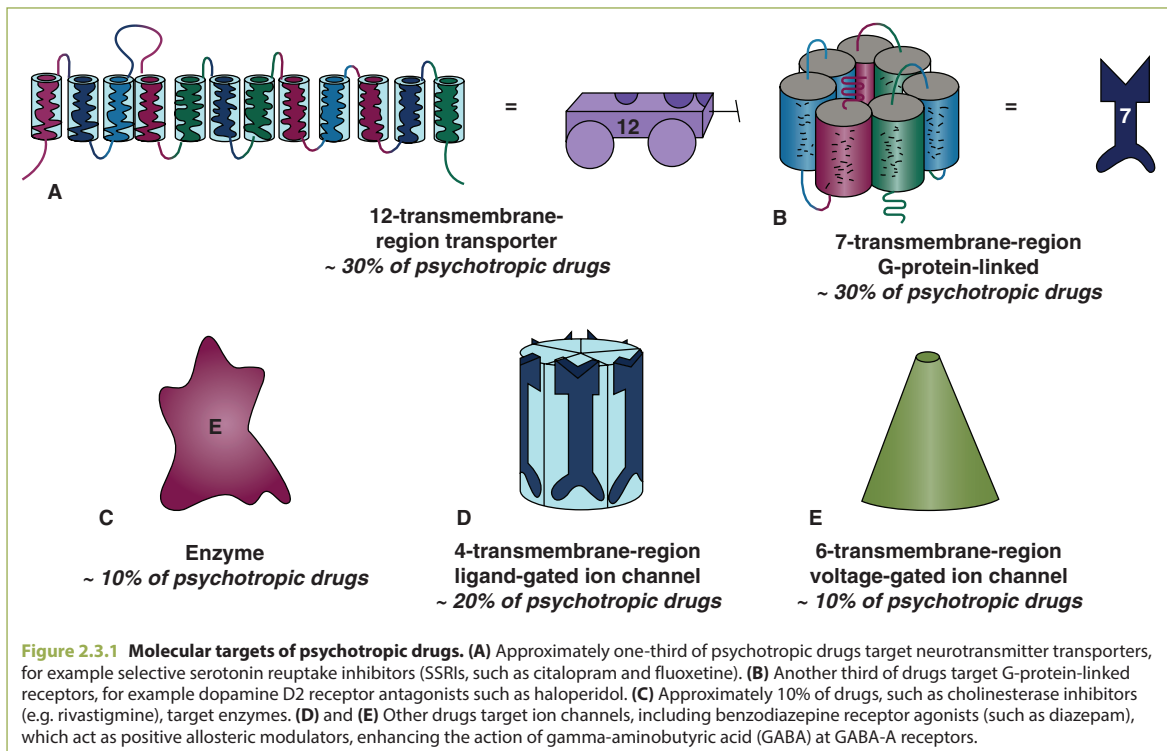 =
12
=
7
A
12-transmembrane-
region transporter
~ 30% of psychotropic drugs
B
7-transmembrane-region
G-protein-linked
~ 30% of psychotropic drugs
E
C
Enzyme
~ 10% of psychotropic drugs
D
4-transmembrane-region
ligand-gated ion channel
~ 20% of psychotropic drugs
E
6-transmembrane-region
voltage-gated ion channel
~ 10% of psychotropic drugs
Figure 2.3.1 Molecular targets of psychotropic drugs. (A) Approximately one-third of psychotropic drugs target neurotransmitter transporters,
for example selective serotonin reuptake inhibitors (SSRIs, such as citalopram and fluoxetine). (B) Another third of drugs target G-protein-linked
receptors, for example dopamine D2 receptor antagonists such as haloperidol. (C) Approximately 10% of drugs, such as cholinesterase inhibitors
(e.g. rivastigmine), target enzymes. (D) and (E) Other drugs target ion channels, including benzodiazepine receptor agonists (such as diazepam),
which act as positive allosteric modulators, enhancing the action of gamma-aminobutyric acid (GABA) at GABA-A receptors.